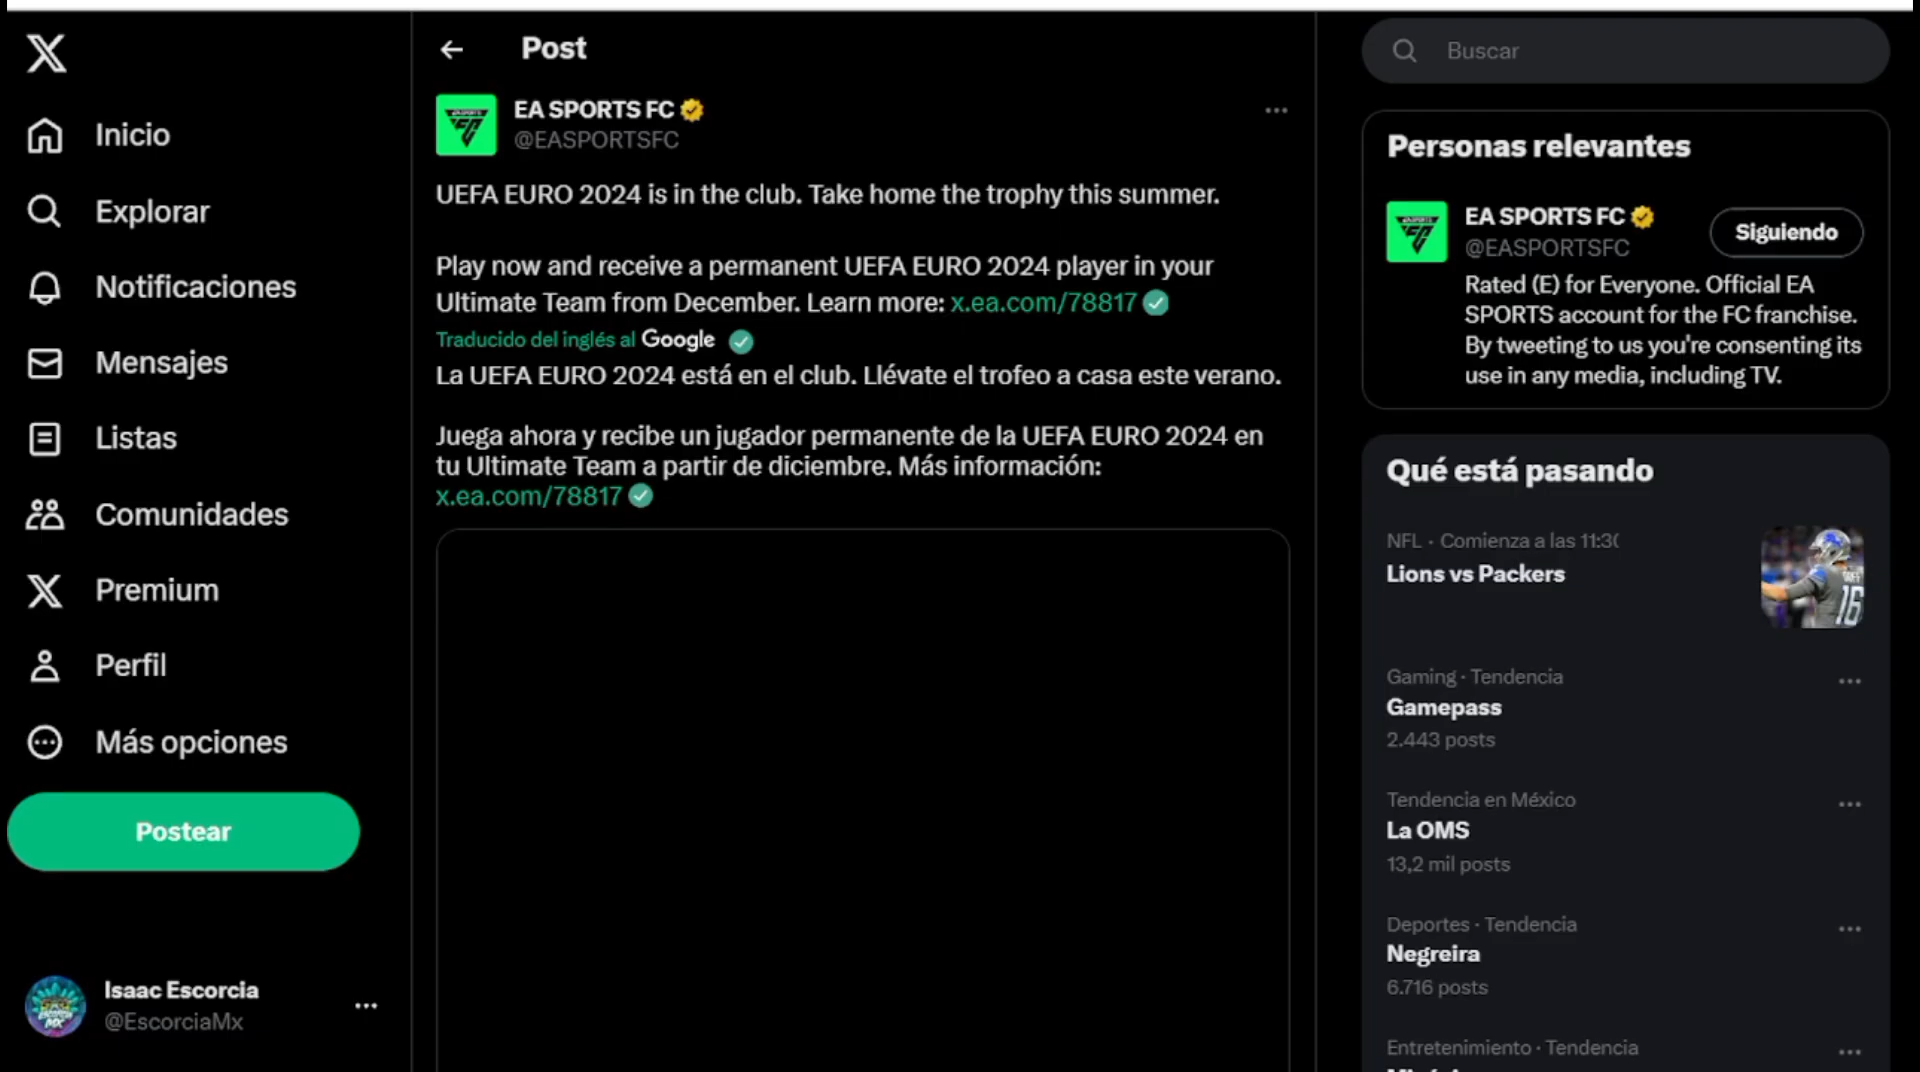 Inicio
Explorar
Notificaciones
Mensajes
Listas
Comunidades
Premium
Perfil
Más opciones
Postear
Isaac Escorcia
@EscorciaMx
Post
EA SPORTS FC
@EASPORTSFC
UEFA EURO 2024 is in the club. Take home the trophy this summer.
Play now and receive a permanent UEFA EURO 2024 player in your
Ultimate Team from December. Learn more: x.ea.com/78817
Traducido del inglés al Google
La UEFA EURO 2024 está en el club. Llévate el trofeo a casa este verano.
Juega ahora y recibe un jugador permanente de la UEFA EURO 2024 en
tu Ultimate Team a partir de diciembre. Más información:
x.ea.com/78817
Buscar
Personas relevantes
EA SPORTS FC
@EASPORTSFC
Siguiendo
Rated (E) for Everyone. Official EA
SPORTS account for the FC franchise.
By tweeting to us you're consenting its
use in any media, including TV.
Qué está pasando
NFL · Comienza a las 11:30
Lions vs Packers
16
Gaming · Tendencia
Gamepass
2.443 posts
Tendencia en México
La OMS
13,2 mil posts
Deportes · Tendencia
Negreira
6.716 posts
Entretenimiento · Tendencia